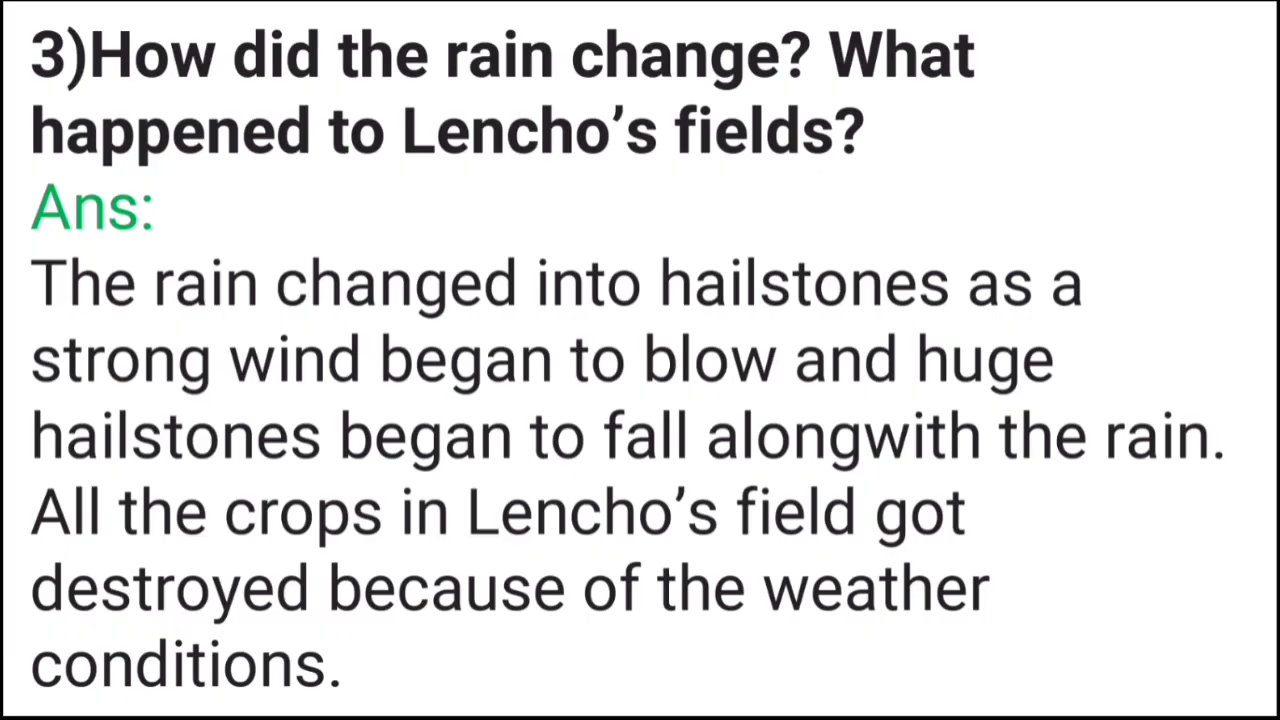 3)How did the rain change? What
happened to Lencho’s fields?
Ans:
The rain changed into hailstones as a
strong wind began to blow and huge
hailstones began to fall alongwith the rain.
All the crops in Lencho’s field got
destroyed because of the weather
conditions.